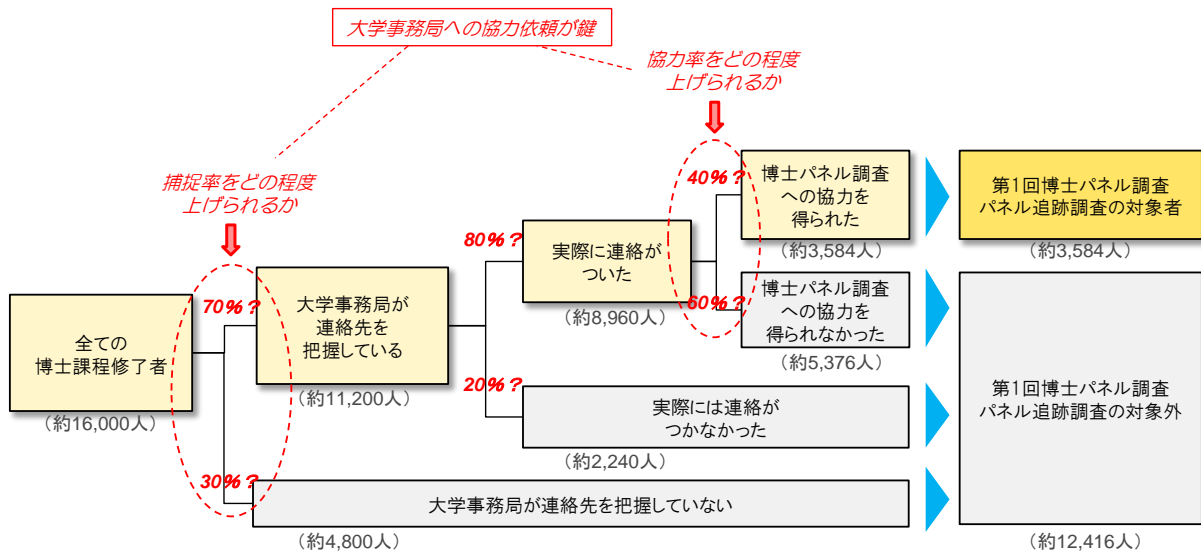 大学事務局への協力依頼が鍵
協力率をどの程度
上げられるか
捕捉率をどの程度
上げられるか
全ての
博士課程修了者
（約16,000人）
70%？
30%？
大学事務局が
連絡先を
把握している
（約11,200人）
80%？
20%？
実際に連絡が
ついた
（約8,960人）
40%？
60%？
博士パネル調査
への協力を
得られた
（約3,584人）
博士パネル調査
への協力を
得られなかった
（約5,376人）
実際には連絡が
つかなかった
（約2,240人）
大学事務局が連絡先を把握していない
（約4,800人）
第1回博士パネル調査
パネル追跡調査の対象者
（約3,584人）
第1回博士パネル調査
パネル追跡調査の対象外
（約12,416人）